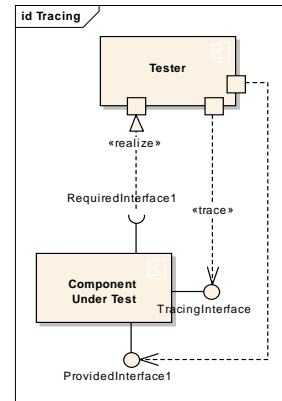 id Tracing
Tester
«realize»
RequiredInterface1
«trace»
Component
Under Test
TracingInterface
ProvidedInterface1